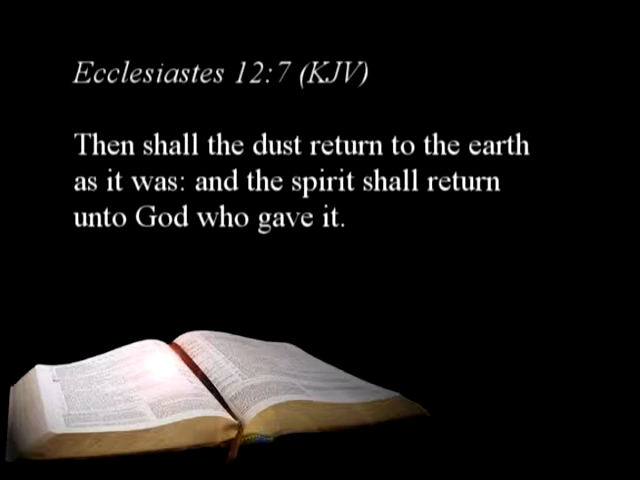 Ecclesiastes 12:7 (KJV)
Then shall the dust return to the earth
as it was: and the spirit shall return
unto God who gave it.